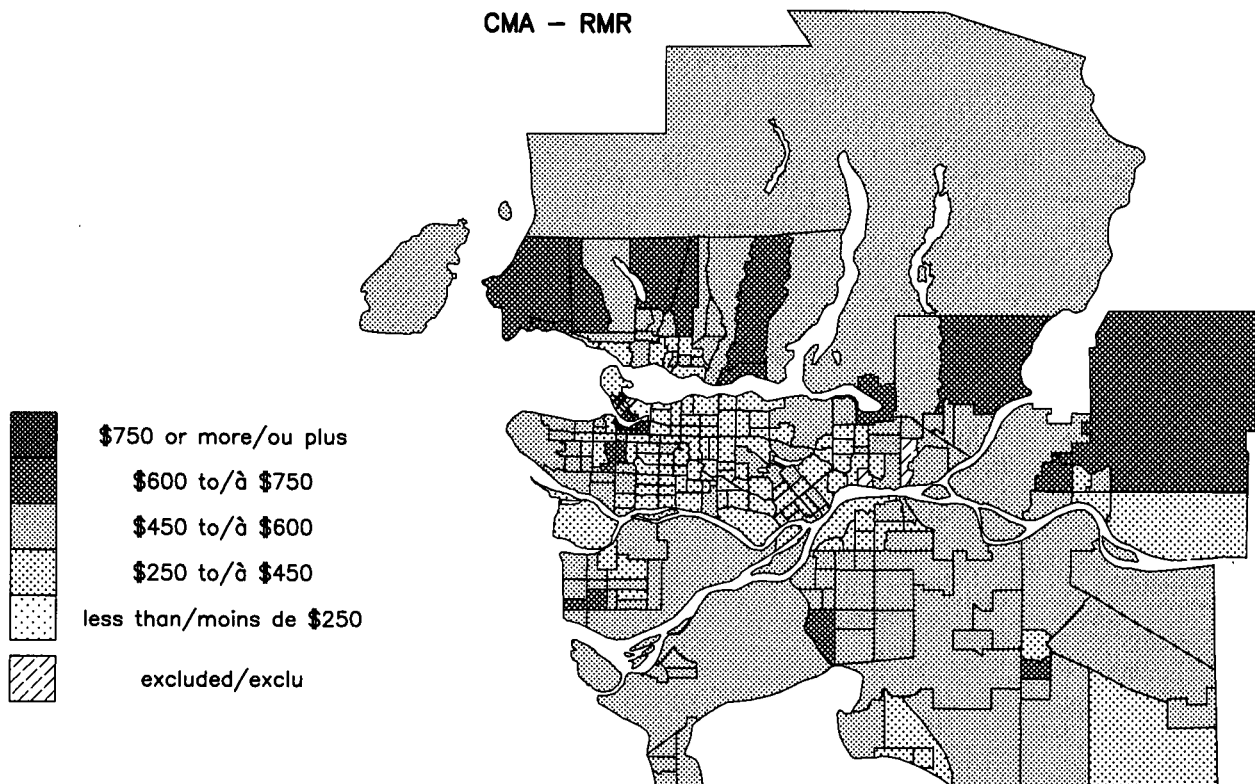 CMA – RMR
$750 or more/ou plus
$600 to/à $750
$450 to/à $600
$250 to/à $450
less than/moins de $250
excluded/exclu